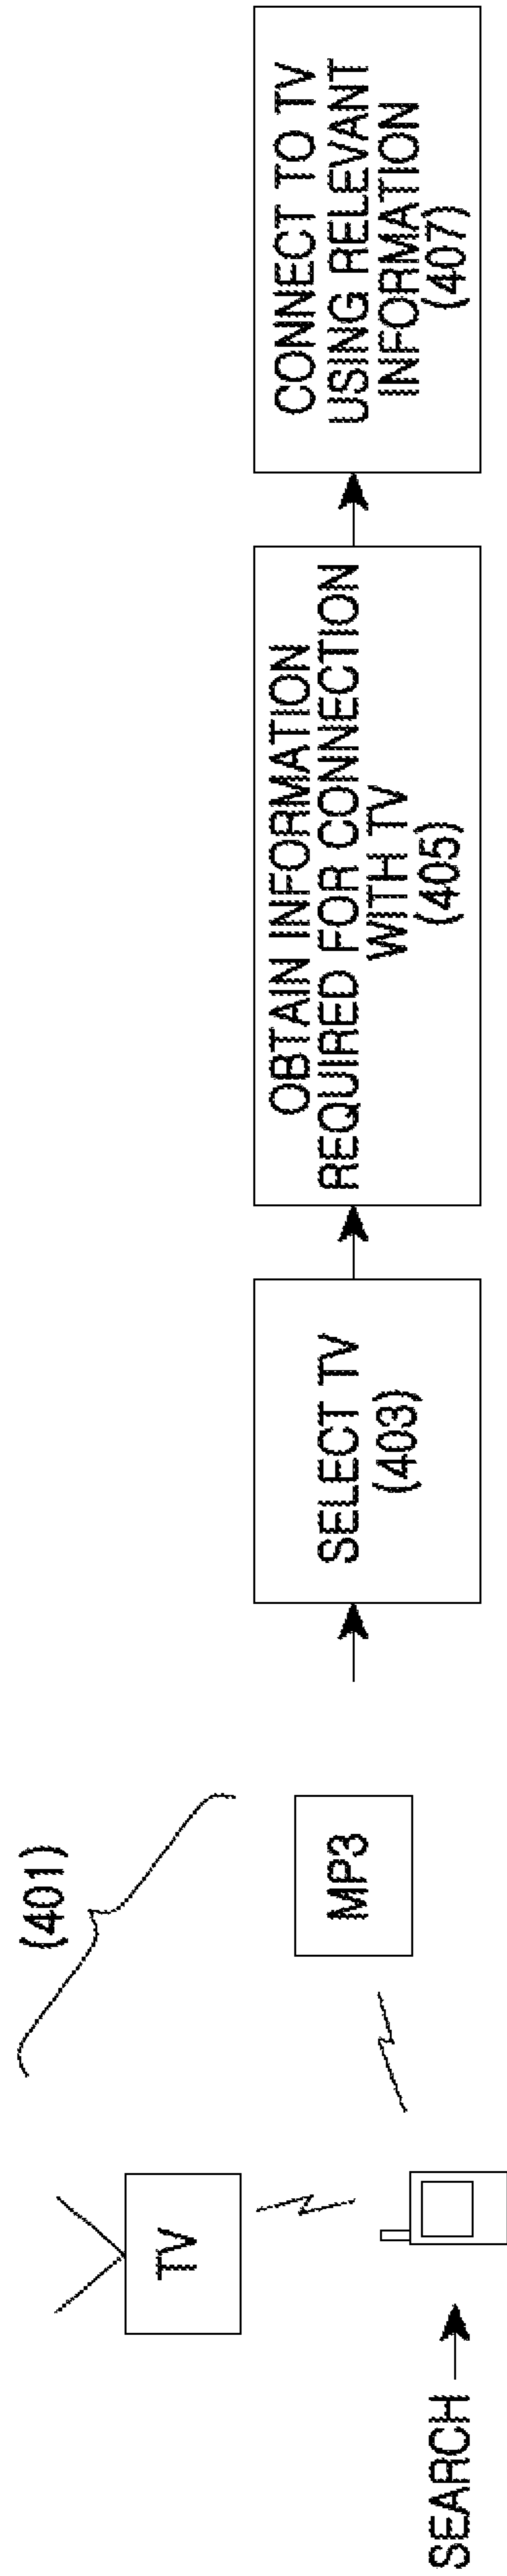 SEARCH
TV
(401)
MP3
SELECT TV
(403)
OBTAIN INFORMATION
REQUIRED FOR CONNECTION
WITH TV
(405)
CONNECT TO TV
USING RELEVANT
INFORMATION
(407)